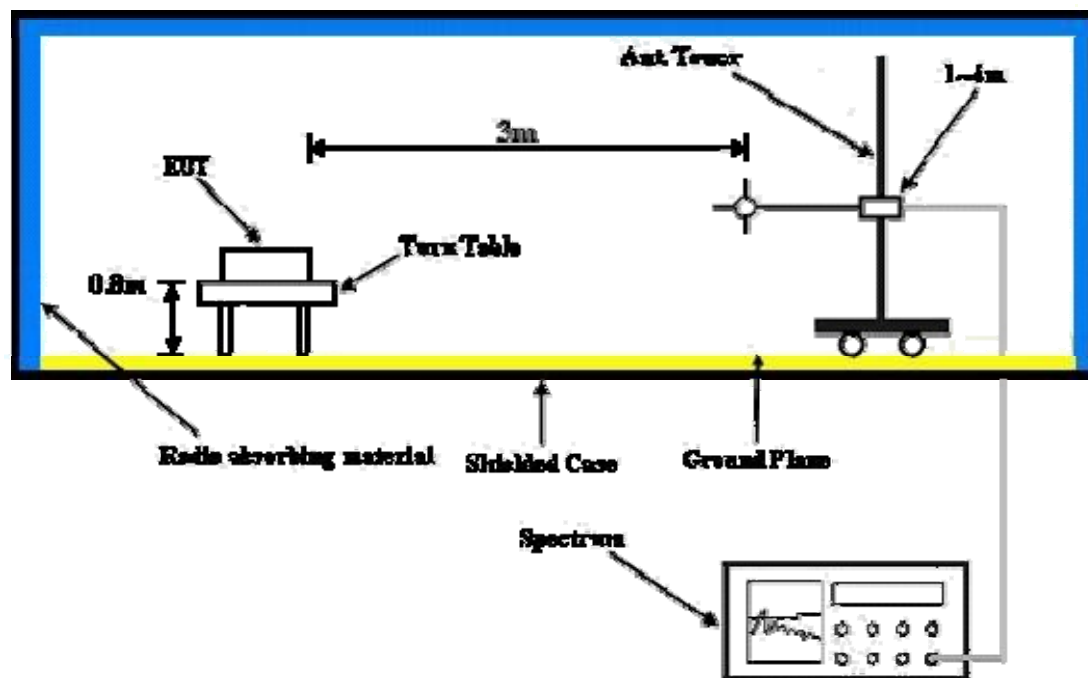 Ant. Tower
1-4m
3m
EUT
Turn Table
0.8m
Radio absorbing material
Shielded Case
Ground Plane
Spectrum